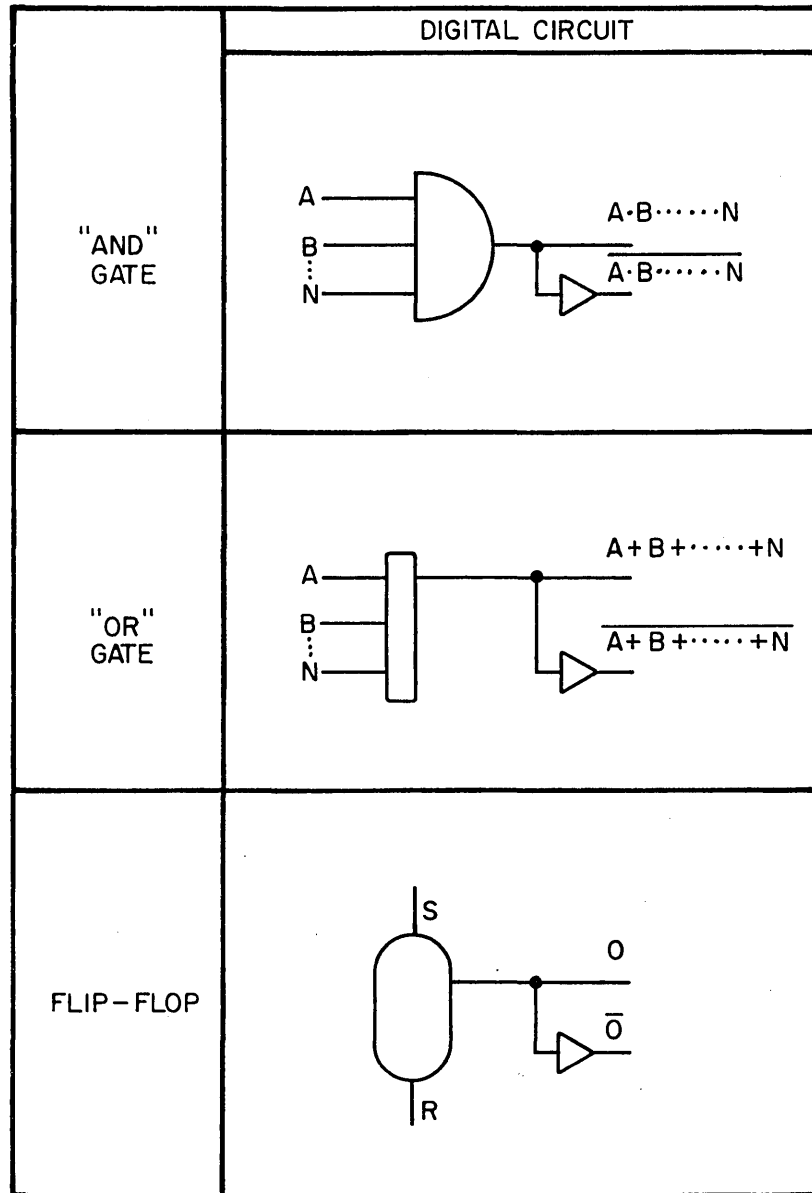 DIGITAL CIRCUIT
"AND"
GATE
A
B
N
A·B······N
A̅·̅B̅·̅·̅·̅·̅·̅·̅N̅
"OR"
GATE
A
B
N
A+B+·····+N
A̅+̅B̅+̅·̅·̅·̅·̅·̅+̅N̅
FLIP-FLOP
S
R
O
O̅